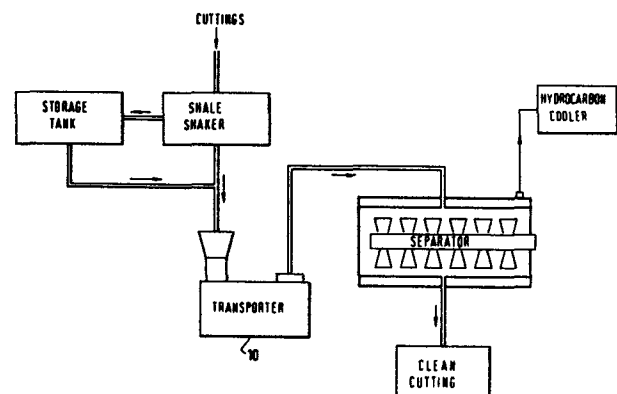 CUTTINGS
STORAGE
TANK
SHALE
SHAKER
HYDROCARBON
COOLER
SEPARATOR
TRANSPORTER
10
CLEAN
CUTTING